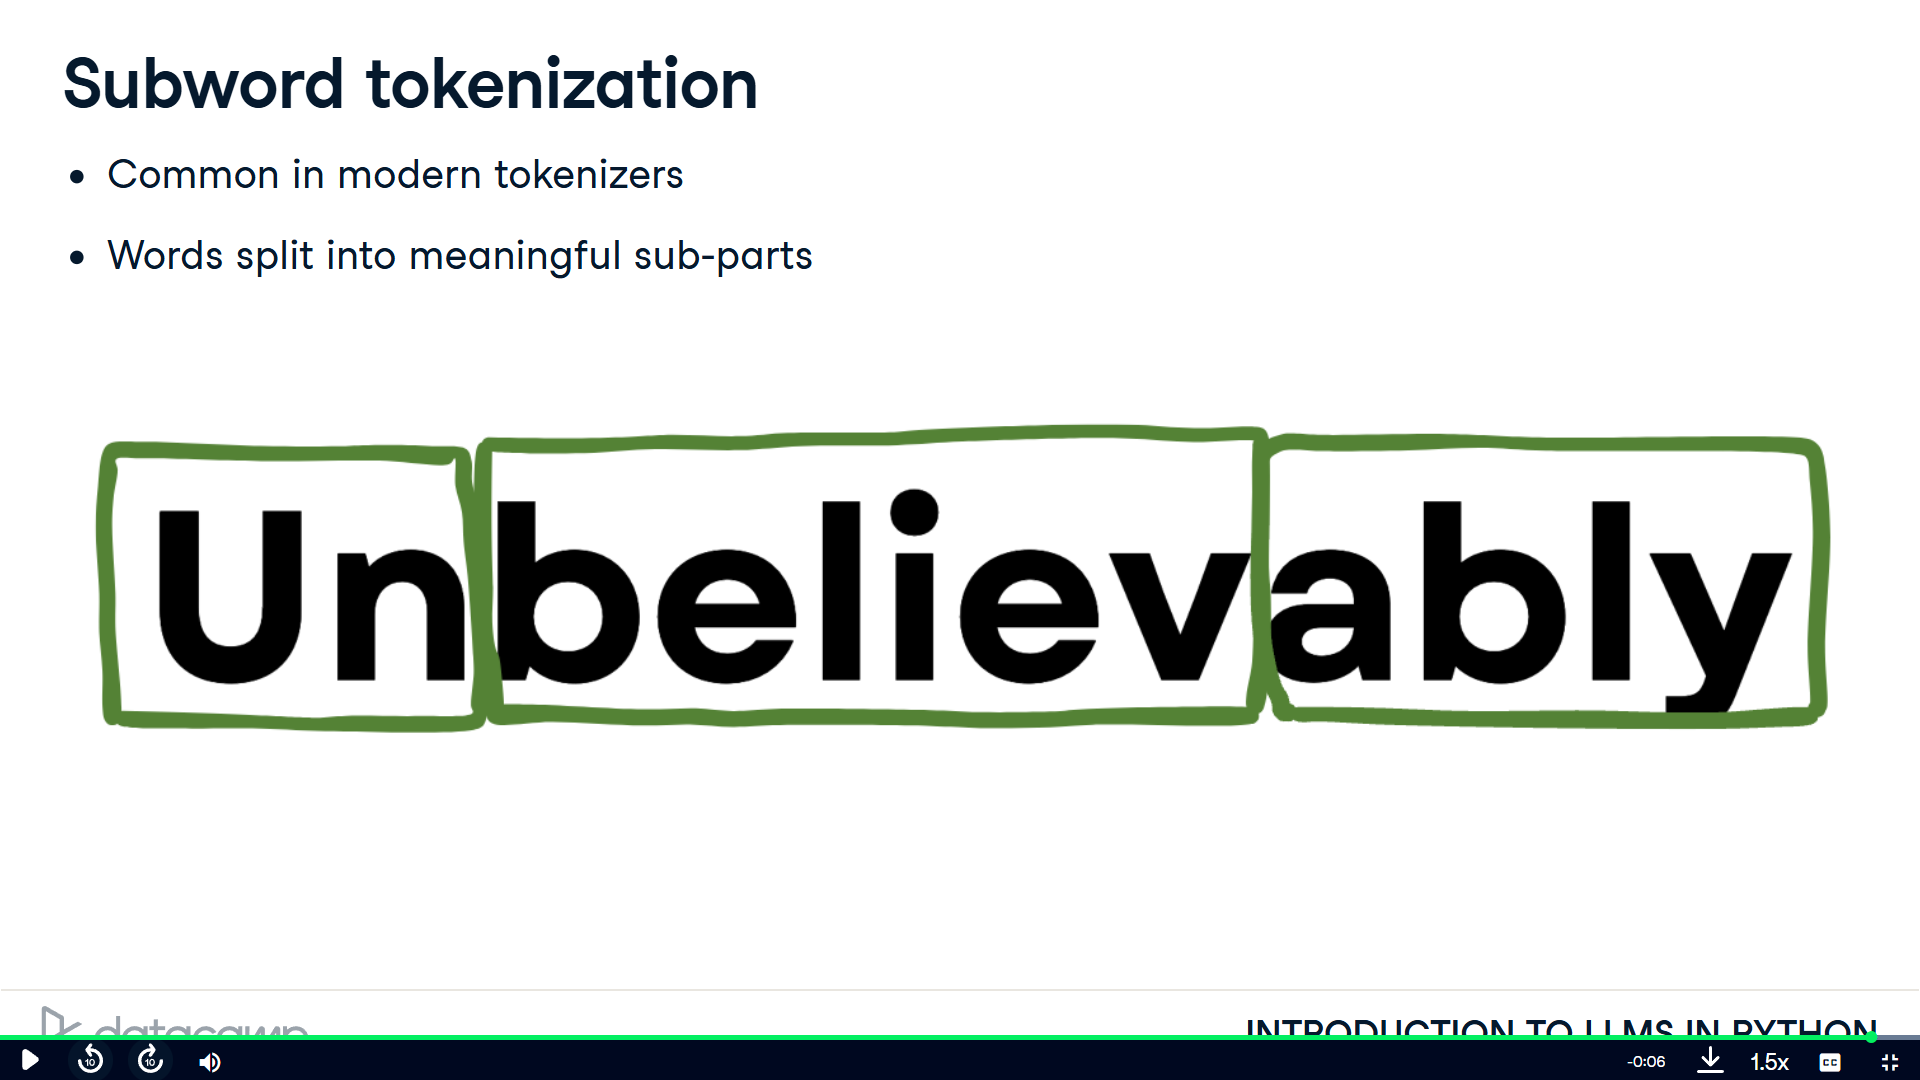 Subword tokenization
• Common in modern tokenizers
• Words split into meaningful sub-parts
Unbelievably
datacamp
INTRODUCTION TO LLMS IN PYTHON
10
10
-0:06
1.5x
CC